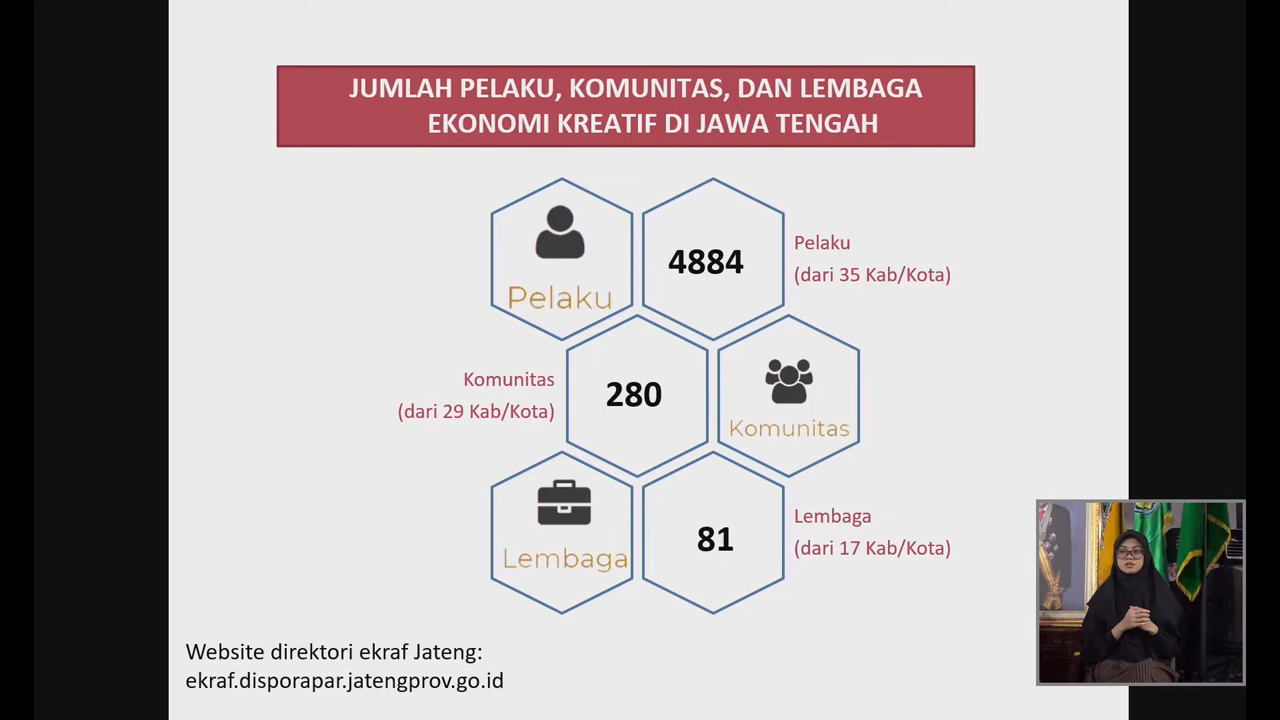 JUMLAH PELAKU, KOMUNITAS, DAN LEMBAGA
EKONOMI KREATIF DI JAWA TENGAH
Pelaku
4884
Pelaku
(dari 35 Kab/Kota)
Komunitas
(dari 29 Kab/Kota)
280
Komunitas
Lembaga
81
Lembaga
(dari 17 Kab/Kota)
Website direktori ekraf Jateng:
ekraf.disporapar.jatengprov.go.id